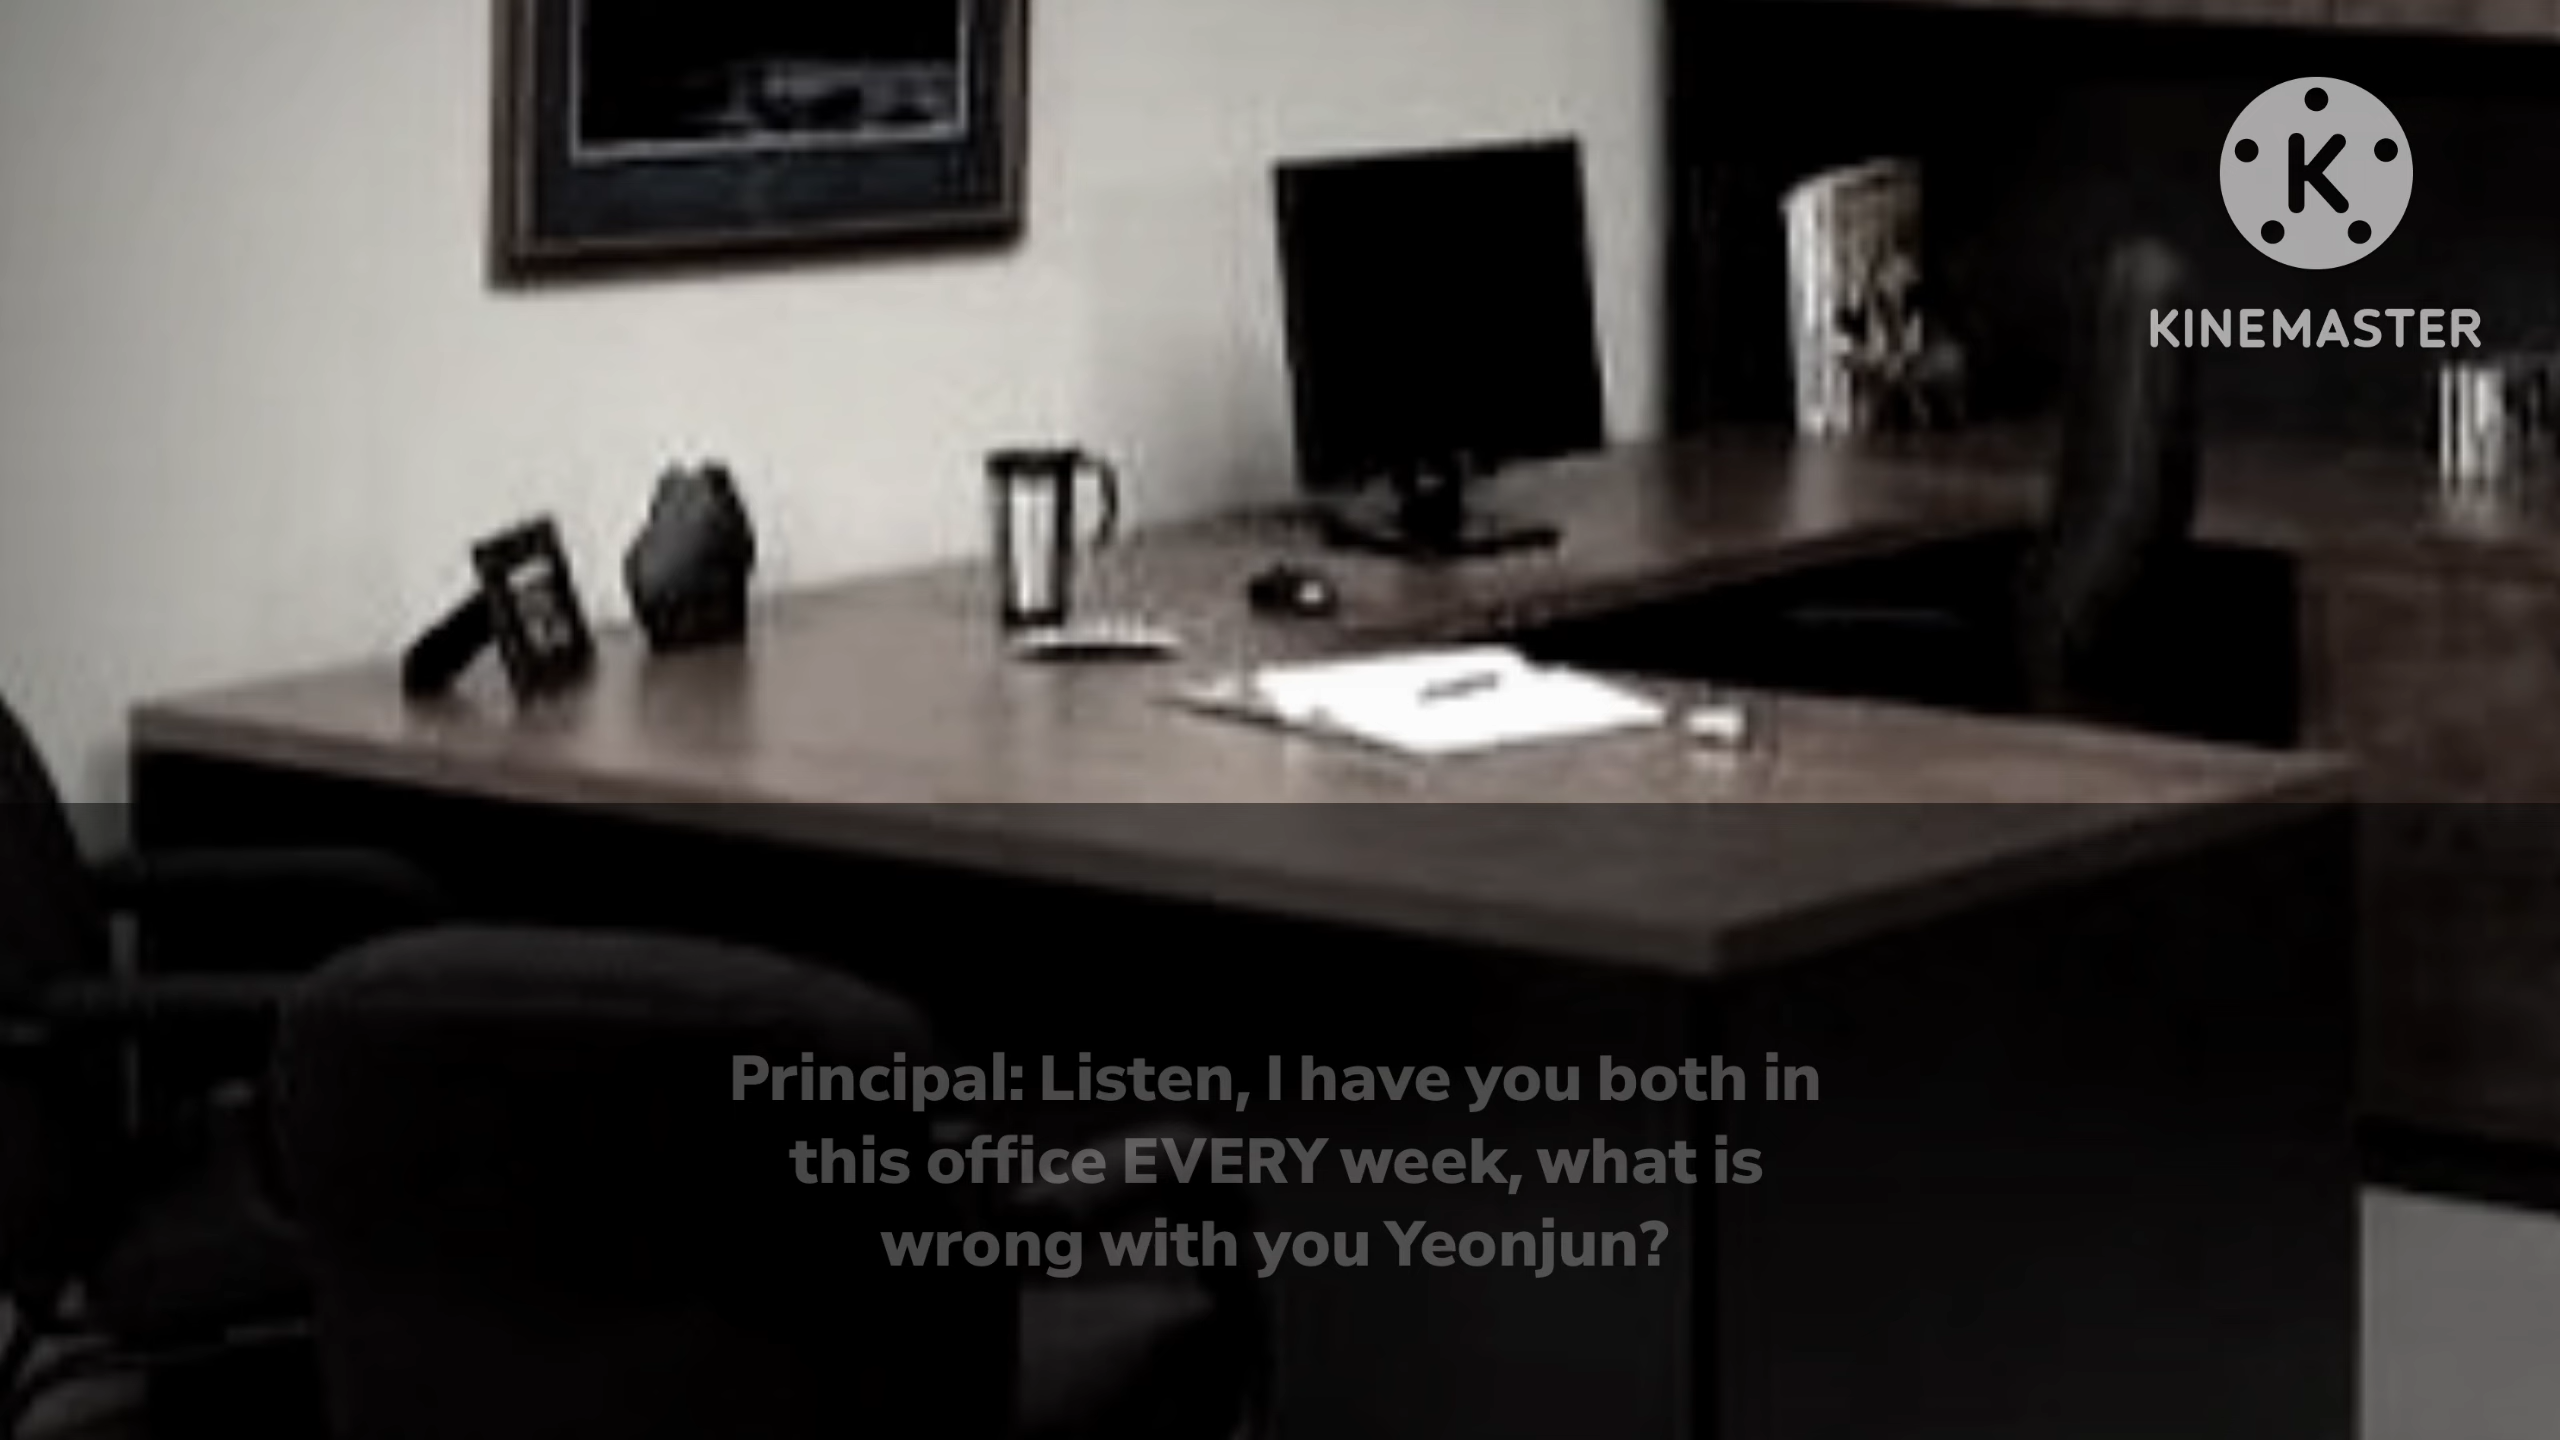 K
KINEMASTER
Principal: Listen, I have you both in
this office EVERY week, what is
wrong with you Yeonjun?